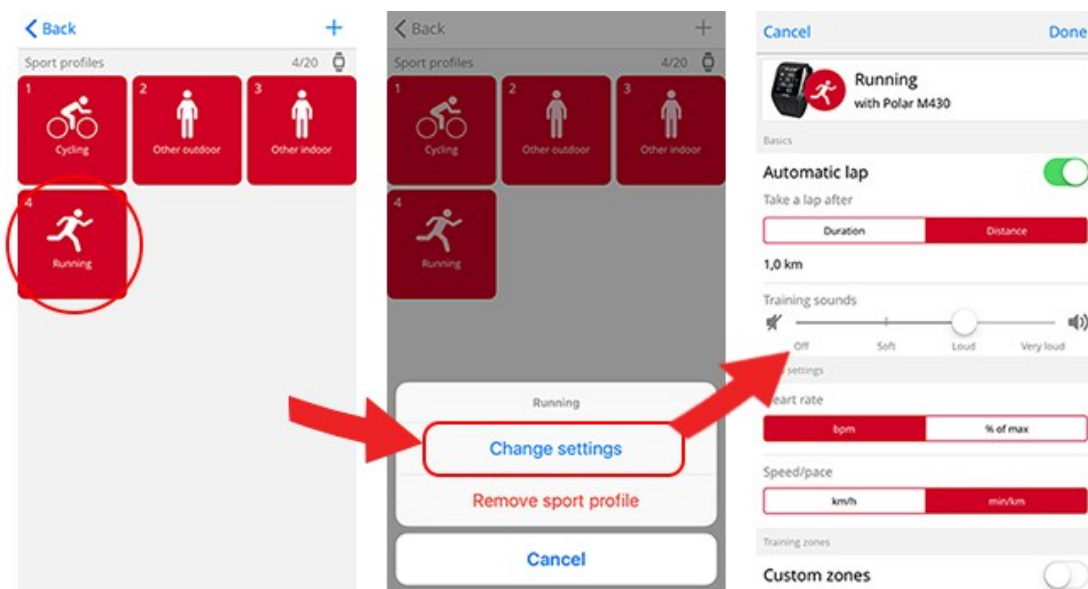 Back
Sport profiles 4/20
1
Cycling
2
Other outdoor
3
Other indoor
4
Running
Back
Sport profiles 4/20
1
Cycling
2
Other outdoor
3
Other indoor
4
Running
Running
Change settings
Remove sport profile
Cancel
Cancel Done
Running
with Polar M430
Basics
Automatic lap
Take a lap after
Duration Distance
1,0 km
Training sounds
Off Soft Loud Very loud
settings
eart rate
bpm % of max
Speed/pace
km/h min/km
Training zones
Custom zones